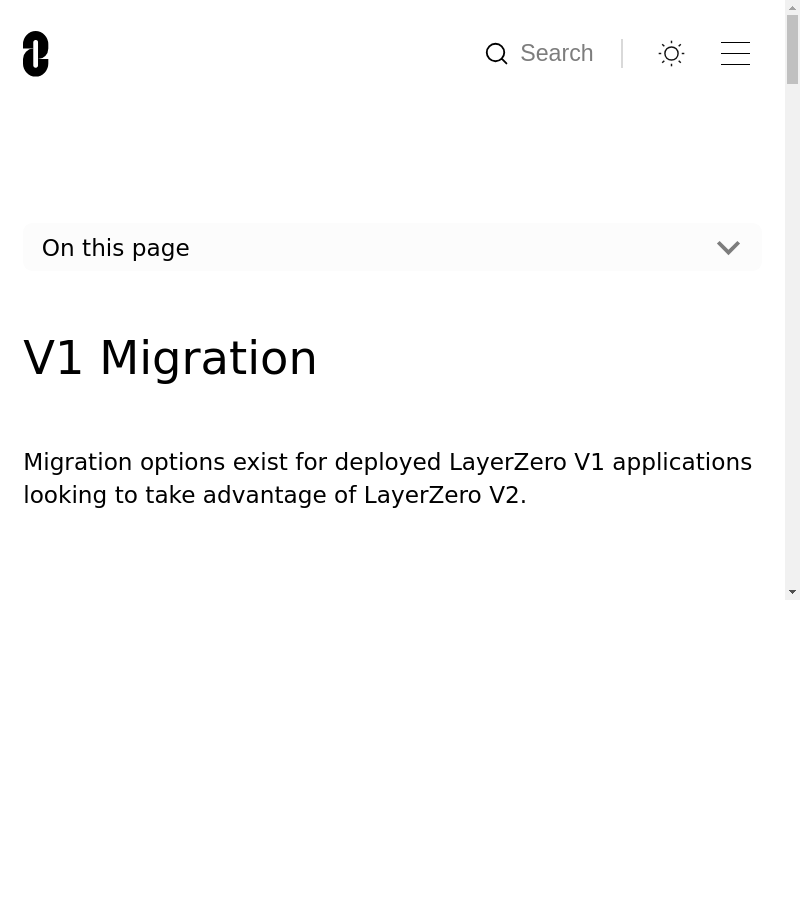 Search
On this page
V1 Migration
Migration options exist for deployed LayerZero V1 applications
looking to take advantage of LayerZero V2.